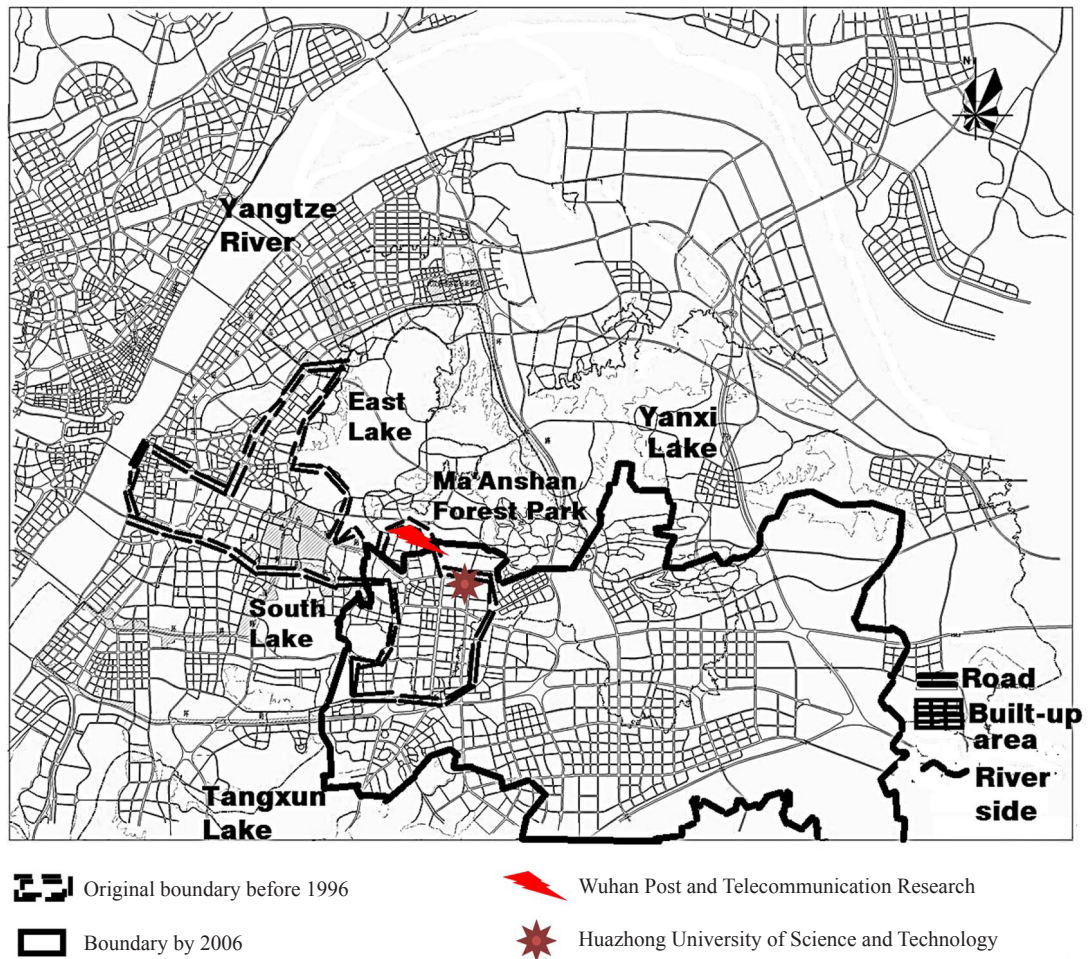 N
Yangtze
River
East
Lake
Yanxi
Lake
Ma'Anshan
Forest Park
South
Lake
Road
Built-up
area
River
side
Tangxun
Lake
Original boundary before 1996
Wuhan Post and Telecommunication Research
Boundary by 2006
Huazhong University of Science and Technology